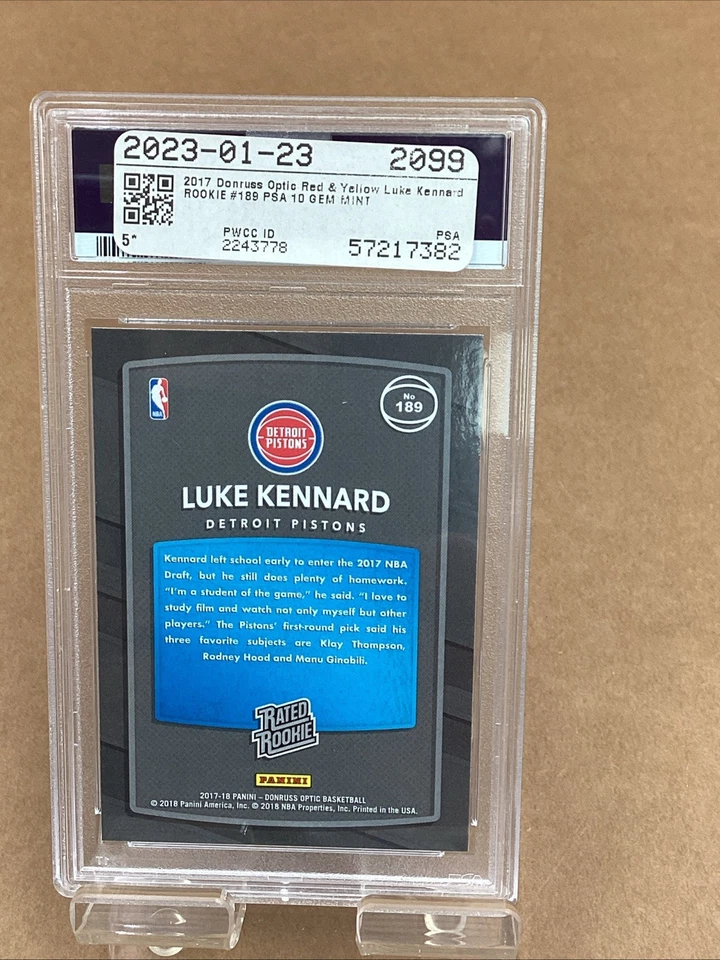 2023-01-23 2099
2017 Donruss Optic Red & Yellow Luke Kennard
ROOKIE #189 PSA 10 GEM MINT
5*
PWCC ID PSA
2243778 57217382
NBA
No
189
DETROIT
PISTONS
LUKE KENNARD
DETROIT PISTONS
Kennard left school early to enter the 2017 NBA
Draft, but he still does plenty of homework.
“I’m a student of the game,” he said. “I love to
study film and watch not only myself but other
players.” The Pistons’ first-round pick said his
three favorite subjects are Klay Thompson,
Rodney Hood and Manu Ginobili.
RATED
ROOKIE
PANINI
2017-18 PANINI – DONRUSS OPTIC BASKETBALL
© 2018 Panini America, Inc. © 2018 NBA Properties, Inc. Printed in the USA.